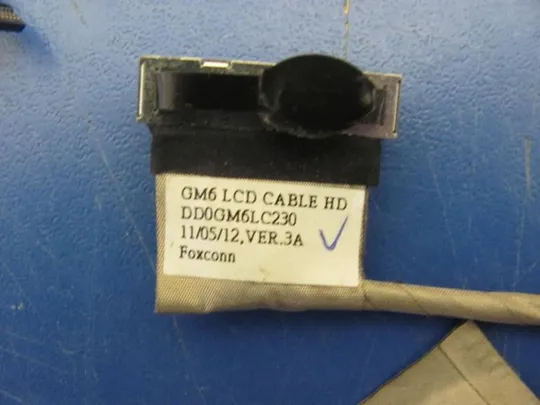 GM6 LCD CABLE HD
DD0GM6LC230
11/05/12,VER.3A
Foxconn